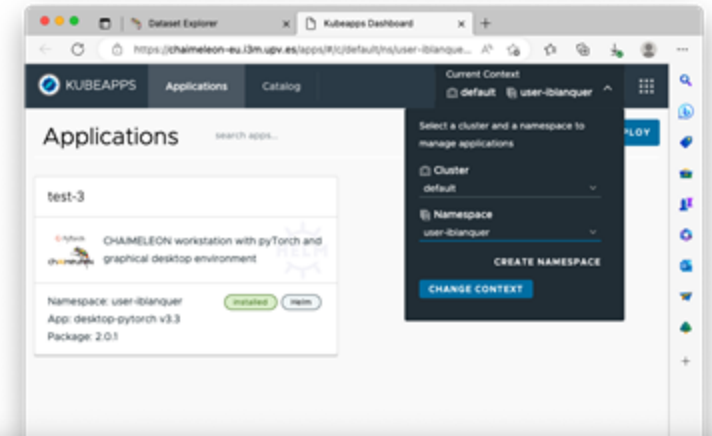 Dataset Explorer
Kubeapps Dashboard
https://chaimeleon-eu.i3m.upv.es/apps/#/c/default/ns/user-iblanque...
KUBEAPPS
Applications
Catalog
Current Context
default user-iblanquer
Applications
search apps...
PLOY
Select a cluster and a namespace to
manage applications
Cluster
default
Namespace
user-iblanquer
CREATE NAMESPACE
CHANGE CONTEXT
test-3
CHAIMELEON workstation with pyTorch and
graphical desktop environment
HELM
Namespace: user-iblanquer
Installed
Helm
App: desktop-pytorch v3.3
Package: 2.0.1